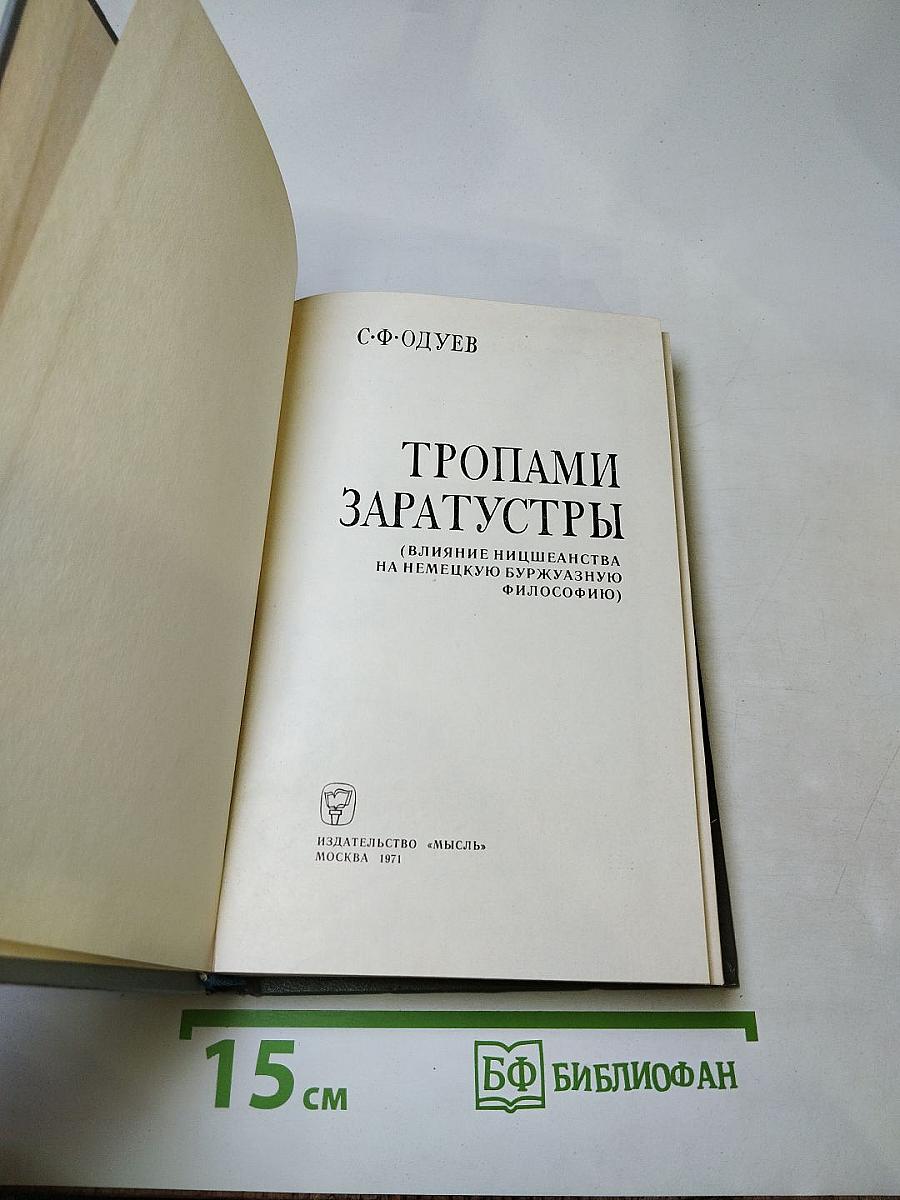 С·Ф·ОДУЕВ
ТРОПАМИ
ЗАРАТУСТРЫ
(ВЛИЯНИЕ НИЦШЕАНСТВА
НА НЕМЕЦКУЮ БУРЖУАЗНУЮ
ФИЛОСОФИЮ)
ИЗДАТЕЛЬСТВО «МЫСЛЬ»
МОСКВА 1971
15 см
БФ БИБЛИОФАН